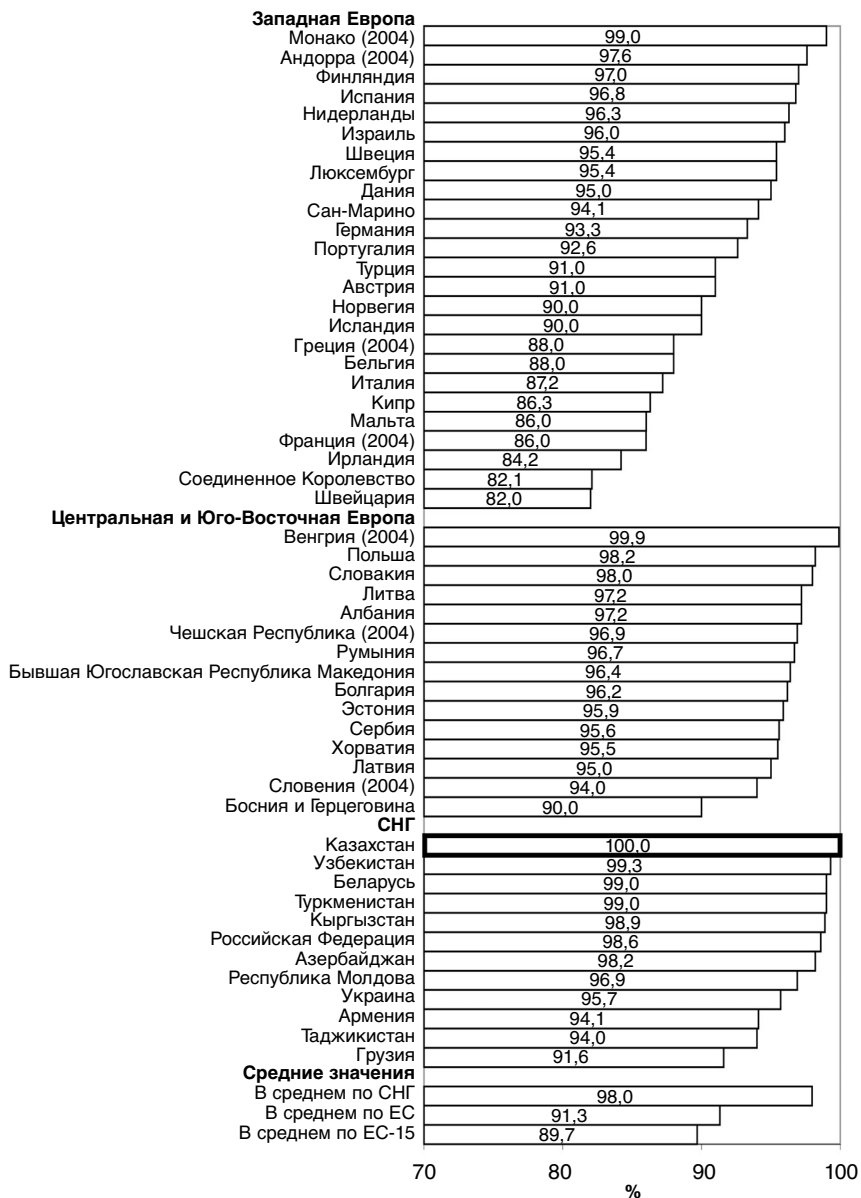 Западная Европа
Монако (2004) 99,0
Андорра (2004) 97,6
Финляндия 97,0
Испания 96,8
Нидерланды 96,3
Израиль 96,0
Швеция 95,4
Люксембург 95,4
Дания 95,0
Сан-Марино 94,1
Германия 93,3
Португалия 92,6
Турция 91,0
Австрия 91,0
Норвегия 90,0
Исландия 90,0
Греция (2004) 88,0
Бельгия 88,0
Италия 87,2
Кипр 86,3
Мальта 86,0
Франция (2004) 86,0
Ирландия 84,2
Соединенное Королевство 82,1
Швейцария 82,0
Центральная и Юго-Восточная Европа
Венгрия (2004) 99,9
Польша 98,2
Словакия 98,0
Литва 97,2
Албания 97,2
Чешская Республика (2004) 96,9
Румыния 96,7
Бывшая Югославская Республика Македония 96,4
Болгария 96,2
Эстония 95,9
Сербия 95,6
Хорватия 95,5
Латвия 95,0
Словения (2004) 94,0
Босния и Герцеговина 90,0
СНГ
Казахстан 100,0
Узбекистан 99,3
Беларусь 99,0
Туркменистан 99,0
Кыргызстан 98,9
Российская Федерация 98,6
Азербайджан 98,2
Республика Молдова 96,9
Украина 95,7
Армения 94,1
Таджикистан 94,0
Грузия 91,6
Средние значения
В среднем по СНГ 98,0
В среднем по ЕС 91,3
В среднем по ЕС-15 89,7
70 80 90 100
%